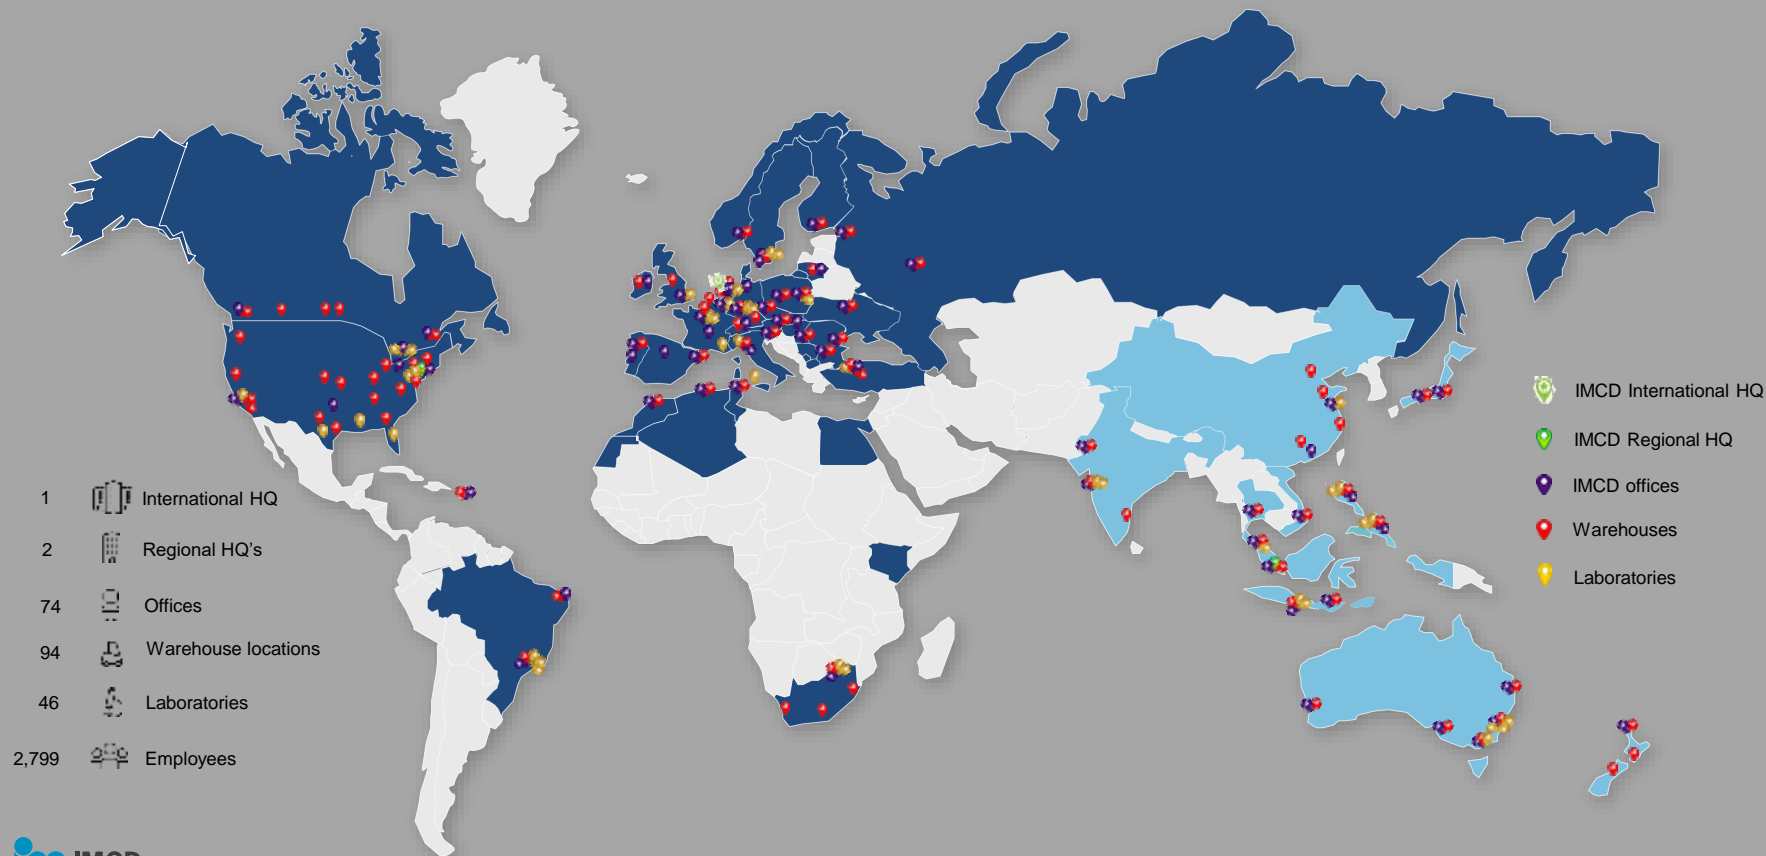 IMCD International HQ
IMCD Regional HQ
IMCD offices
Warehouses
Laboratories
1 International HQ
2 Regional HQ's
74 Offices
94 Warehouse locations
46 Laboratories
2,799 Employees
IMCD